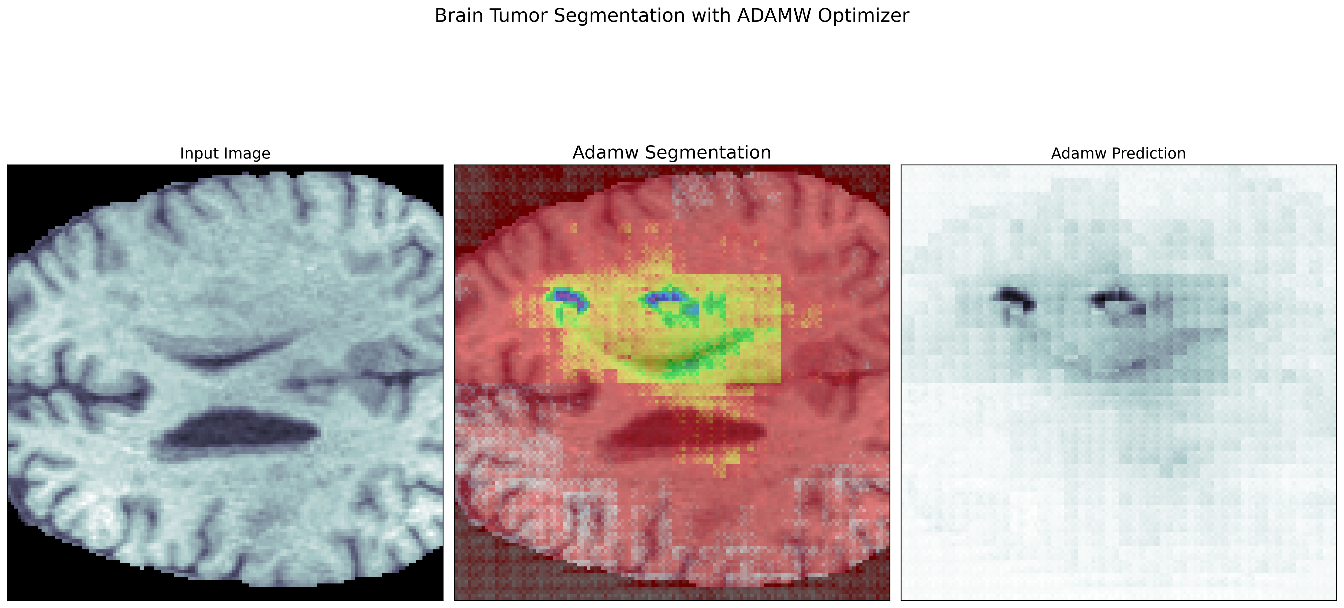 Brain Tumor Segmentation with ADAMW Optimizer
Input Image
Adamw Segmentation
Adamw Prediction